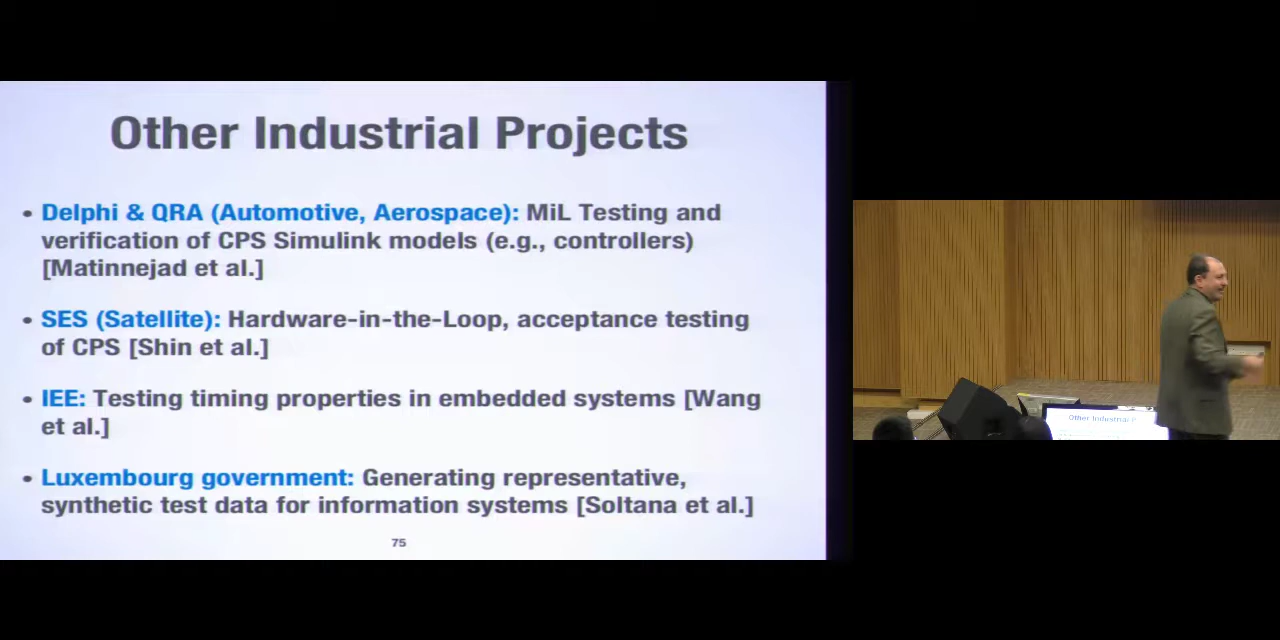 Other Industrial Projects
• Delphi & QRA (Automotive, Aerospace): MiL Testing and
verification of CPS Simulink models (e.g., controllers)
[Matinnejad et al.]
• SES (Satellite): Hardware-in-the-Loop, acceptance testing
of CPS [Shin et al.]
• IEE: Testing timing properties in embedded systems [Wang
et al.]
• Luxembourg government: Generating representative,
synthetic test data for information systems [Soltana et al.]
75
Other Industrial P